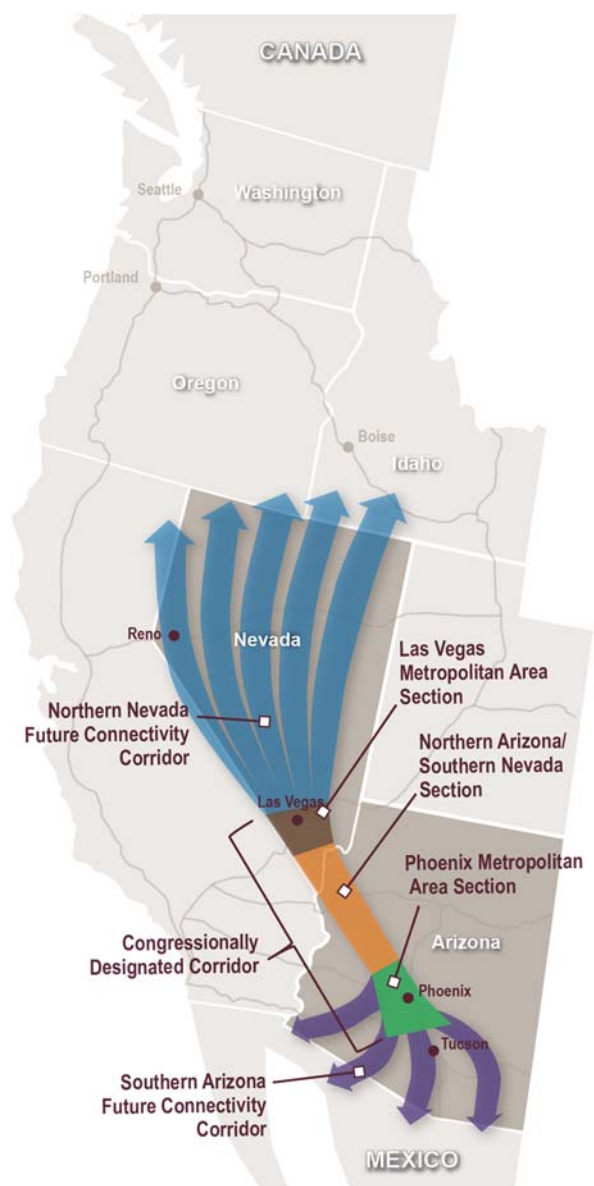 CANADA
Seattle
Washington
Portland
Oregon
Boise
Idaho
Reno
Nevada
Las Vegas
Metropolitan Area
Section
Northern Nevada
Future Connectivity
Corridor
Northern Arizona/
Southern Nevada
Section
Las Vegas
Phoenix Metropolitan
Area Section
Congressionally
Designated Corridor
Arizona
Phoenix
Tucson
Southern Arizona
Future Connectivity
Corridor
MEXICO